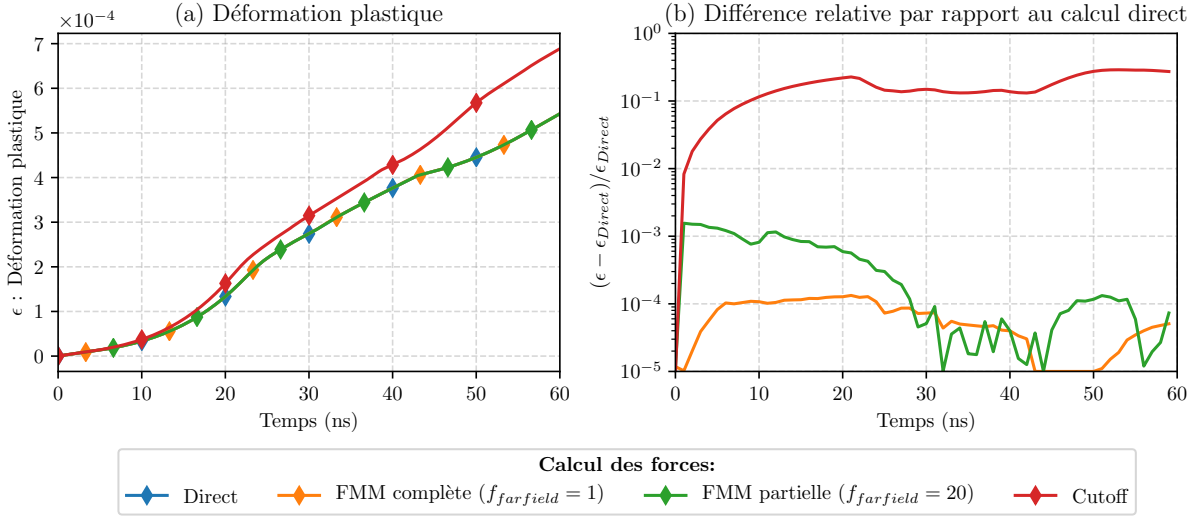 (a) Déformation plastique
×10⁻⁴
7
6
5
4
3
2
1
0
ϵ : Déformation plastique
0 10 20 30 40 50 60
Temps (ns)
(b) Différence relative par rapport au calcul direct
10⁰
10⁻¹
10⁻²
10⁻³
10⁻⁴
10⁻⁵
(ϵ − ϵ_Direct)/ϵ_Direct
0 10 20 30 40 50 60
Temps (ns)
Calcul des forces:
Direct FMM complète (f_farfield = 1) FMM partielle (f_farfield = 20) Cutoff